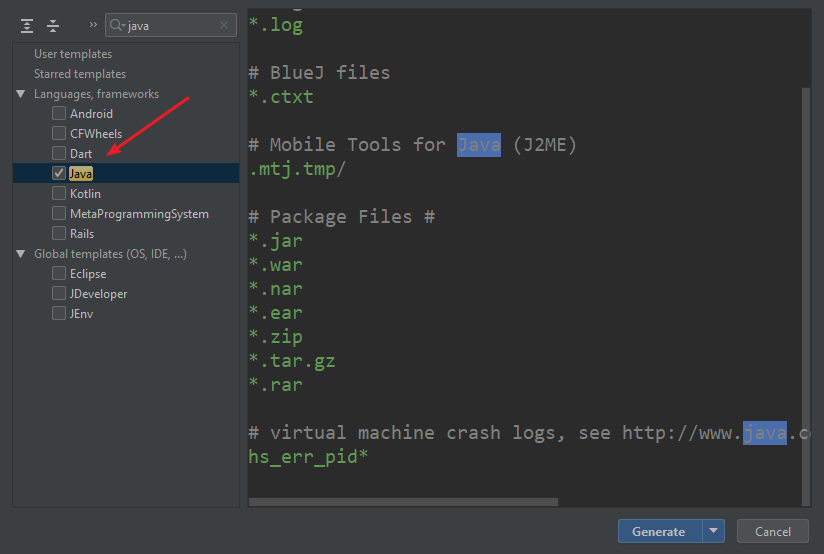 java
User templates
Starred templates
Languages, frameworks
Android
CFWheels
Dart
Java
Kotlin
MetaProgrammingSystem
Rails
Global templates (OS, IDE, ...)
Eclipse
JDeveloper
JEnv
*.log
# BlueJ files
*.ctxt
# Mobile Tools for Java (J2ME)
.mtj.tmp/
# Package Files #
*.jar
*.war
*.nar
*.ear
*.zip
*.tar.gz
*.rar
# virtual machine crash logs, see http://www.java.c
hs_err_pid*
Generate
Cancel